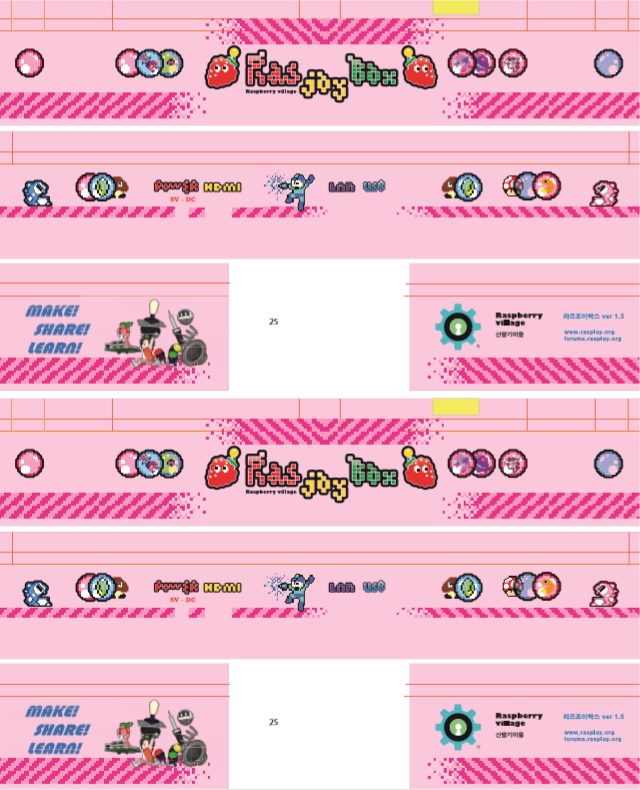 Ras joy box
Raspberry village
POWER HDMI LAN USB
5V - DC
MAKE!
SHARE!
LEARN!
25
Raspberry
village
산딸기마을
라즈조이박스 ver 1.5
www.rasplay.org
forums.rasplay.org
Ras joy box
Raspberry village
POWER HDMI LAN USB
5V - DC
MAKE!
SHARE!
LEARN!
25
Raspberry
village
산딸기마을
라즈조이박스 ver 1.5
www.rasplay.org
forums.rasplay.org